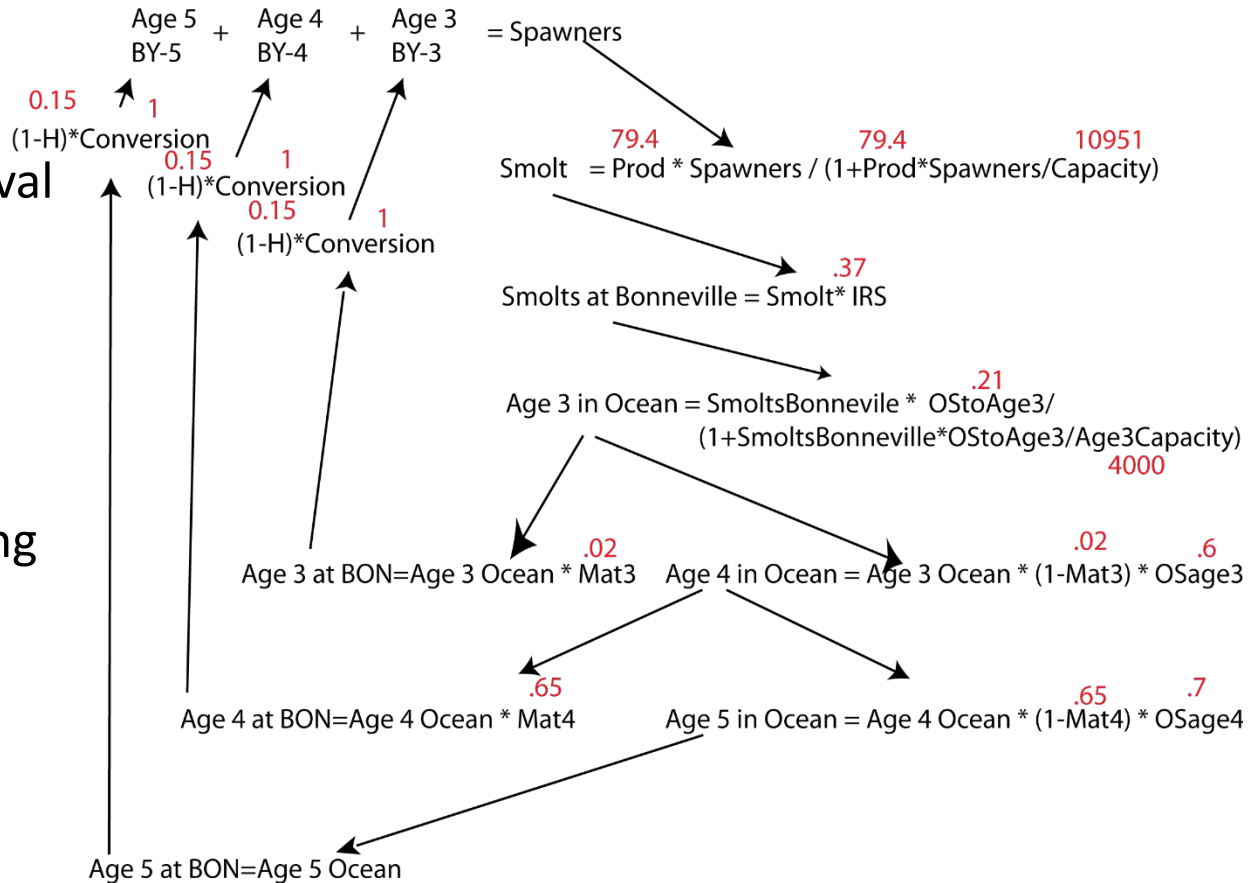 Age 5 + Age 4 + Age 3 = Spawners
BY-5 BY-4 BY-3
0.15 1
(1-H)*Conversion
0.15 1
(1-H)*Conversion
0.15 1
(1-H)*Conversion
val
79.4 79.4 10951
Smolt = Prod * Spawners / (1+Prod*Spawners/Capacity)
.37
Smolts at Bonneville = Smolt* IRS
.21
Age 3 in Ocean = SmoltsBonnevile * OStoAge3/
(1+SmoltsBonneville*OStoAge3/Age3Capacity)
4000
ng
.02
Age 3 at BON=Age 3 Ocean * Mat3
.02 .6
Age 4 in Ocean = Age 3 Ocean * (1-Mat3) * OSage3
.65
Age 4 at BON=Age 4 Ocean * Mat4
.65 .7
Age 5 in Ocean = Age 4 Ocean * (1-Mat4) * OSage4
Age 5 at BON=Age 5 Ocean